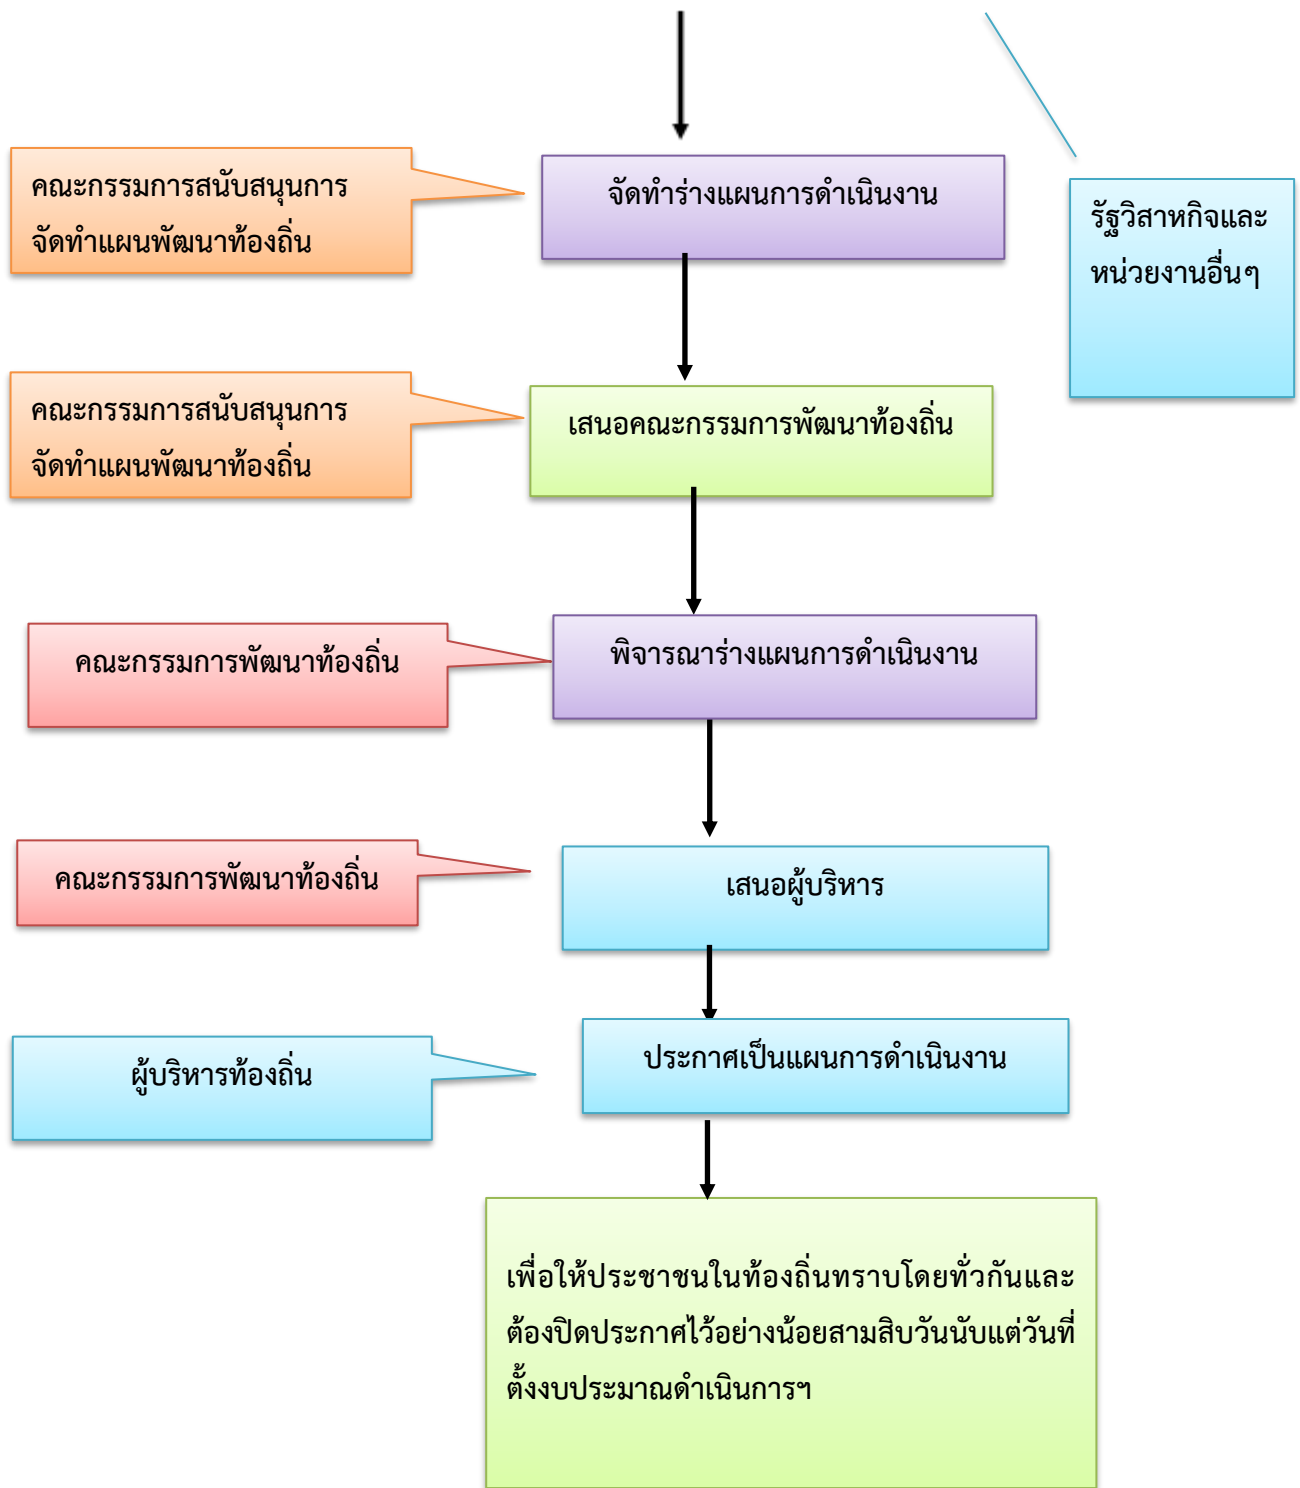 คณะกรรมการสนับสนุนการ
จัดทำแผนพัฒนาท้องถิ่น
จัดทำร่างแผนการดำเนินงาน
รัฐวิสาหกิจและ
หน่วยงานอื่นๆ
คณะกรรมการสนับสนุนการ
จัดทำแผนพัฒนาท้องถิ่น
เสนอคณะกรรมการพัฒนาท้องถิ่น
คณะกรรมการพัฒนาท้องถิ่น
พิจารณาร่างแผนการดำเนินงาน
คณะกรรมการพัฒนาท้องถิ่น
เสนอผู้บริหาร
ผู้บริหารท้องถิ่น
ประกาศเป็นแผนการดำเนินงาน
เพื่อให้ประชาชนในท้องถิ่นทราบโดยทั่วกันและ
ต้องปิดประกาศไว้อย่างน้อยสามสิบวันนับแต่วันที่
ตั้งงบประมาณดำเนินการฯ